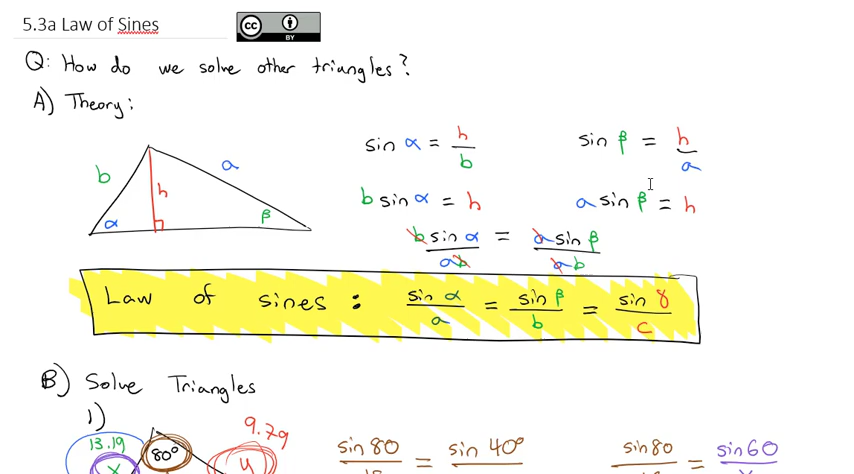 5.3a Law of Sines
cc BY
Q: How do we solve other triangles?
A) Theory:
b a h α β
sin α = h/b sin β = h/a
b sin α = h a sin β = h
b sin α / ab = a sin β / ab
Law of sines: sin α / a = sin β / b = sin γ / c
B) Solve Triangles
1)
13.19 80° 9.79
x y
sin 80 = sin 40° sin 80 = sin 60